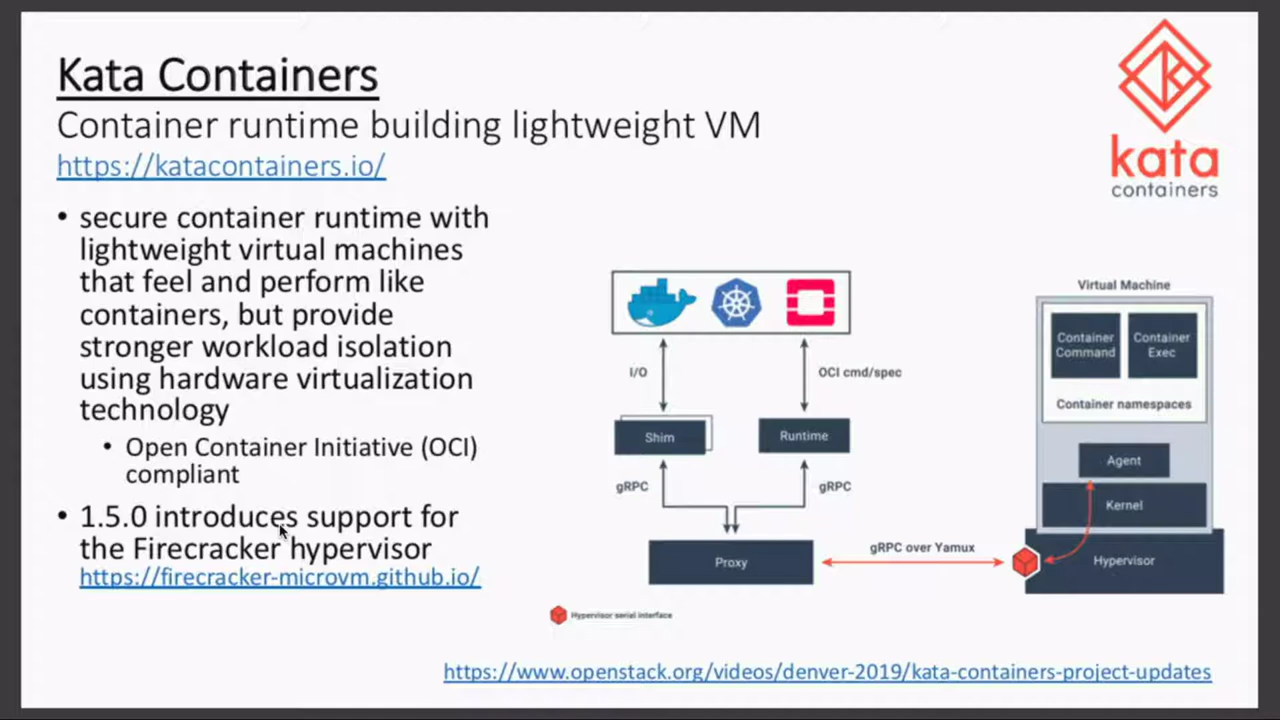 Kata Containers
Container runtime building lightweight VM
https://katacontainers.io/
• secure container runtime with
lightweight virtual machines
that feel and perform like
containers, but provide
stronger workload isolation
using hardware virtualization
technology
• Open Container Initiative (OCI)
compliant
• 1.5.0 introduces support for
the Firecracker hypervisor
https://firecracker-microvm.github.io/
kata
containers
I/O
OCI cmd/spec
Shim
Runtime
gRPC
gRPC
Proxy
gRPC over Yamux
Hypervisor serial interface
Virtual Machine
Container
Command
Container
Exec
Container namespaces
Agent
Kernel
Hypervisor
https://www.openstack.org/videos/denver-2019/kata-containers-project-updates